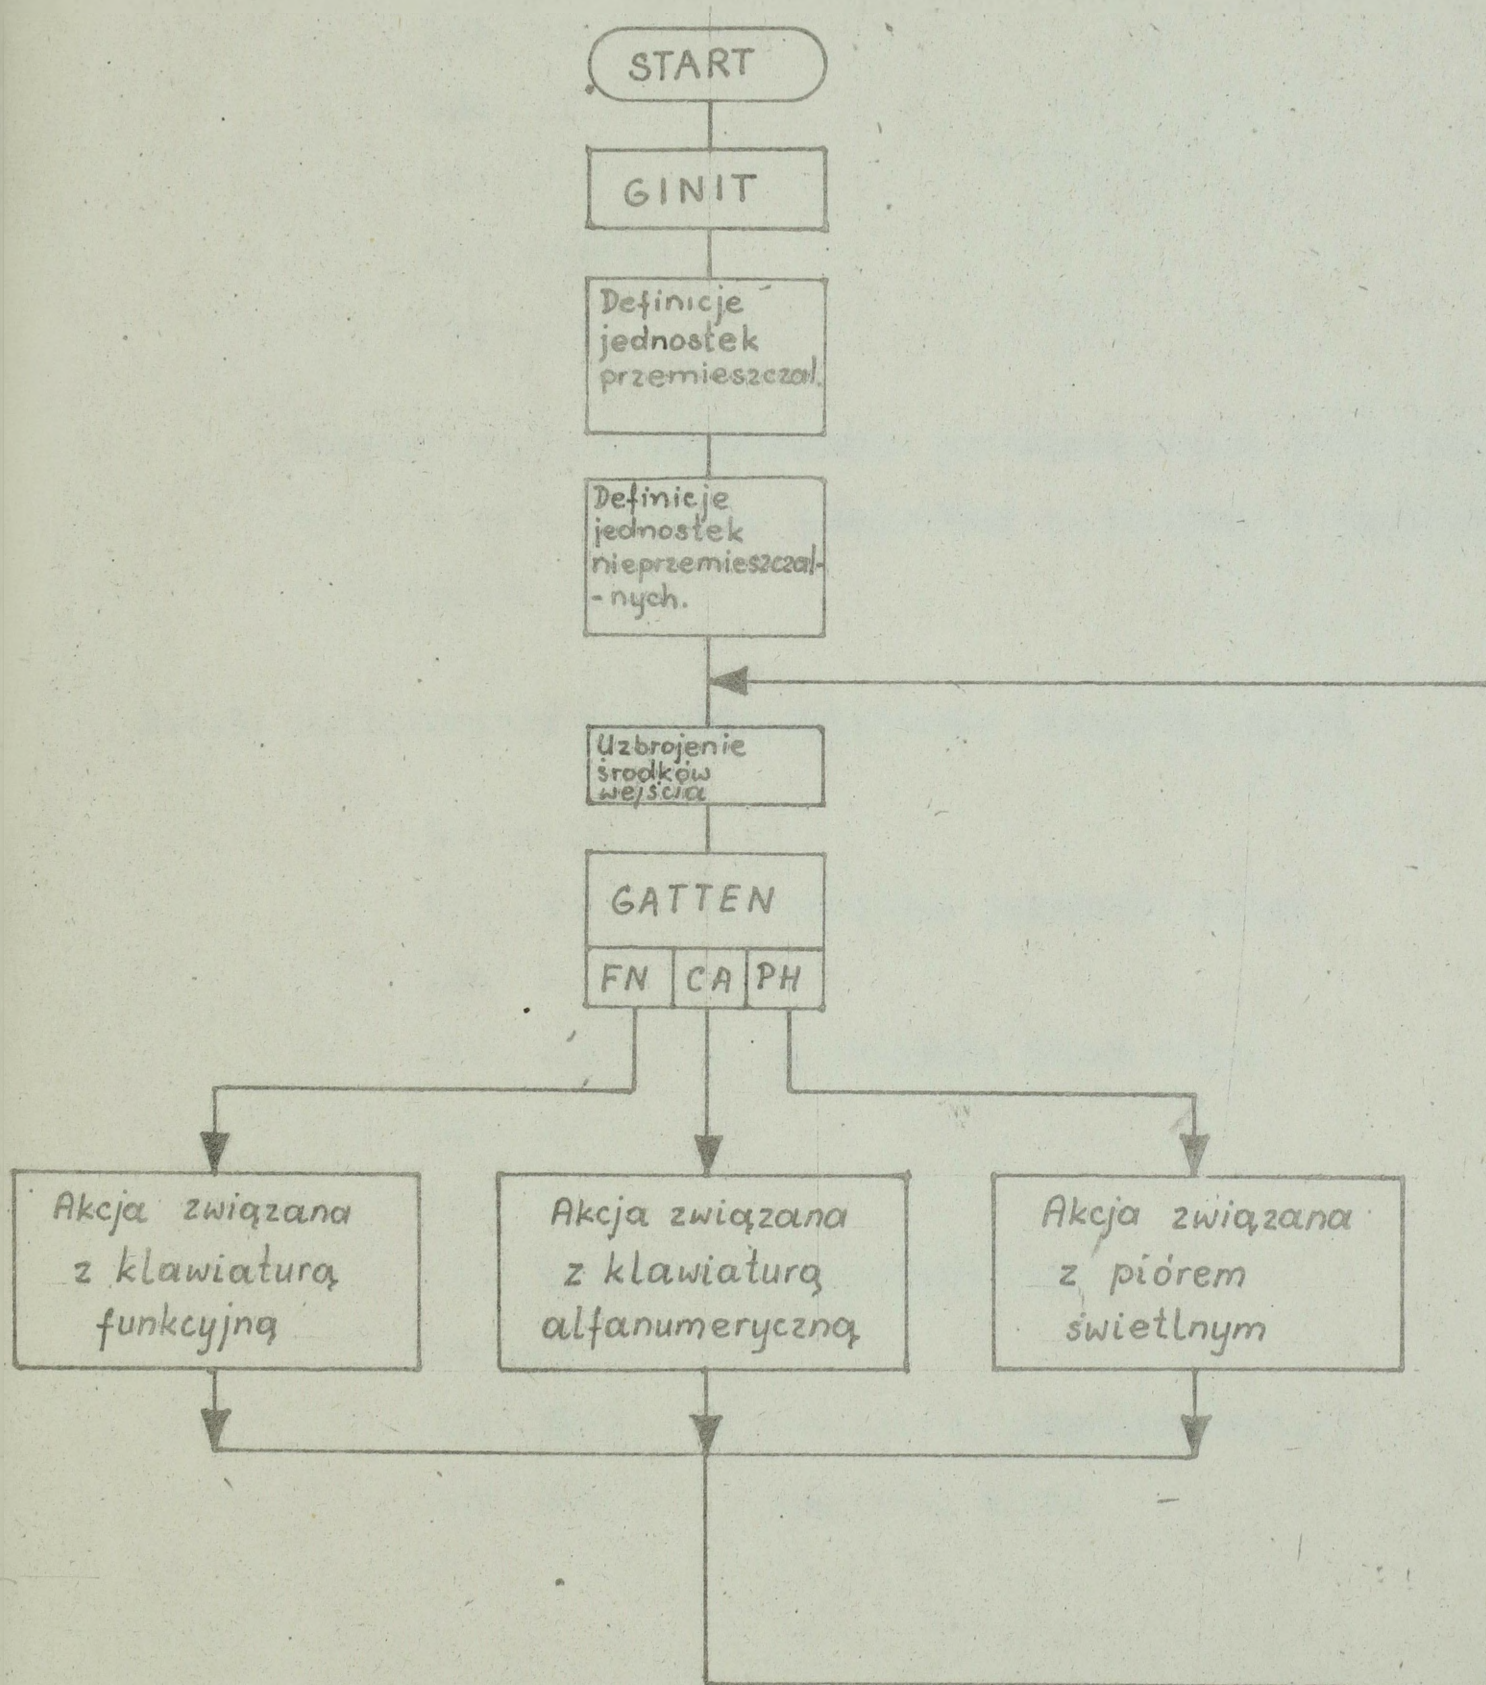 START
GINIT
Definicje
jednostek
przemieszczal.
Definicje
jednostek
nieprzemieszczal-
-nych.
Uzbrojenie
środków
wejścia
GATTEN
FN CA PH
Akcja związana
z klawiaturą
funkcyjną
Akcja związana
z klawiaturą
alfanumeryczną
Akcja związana
z piórem
świetlnym